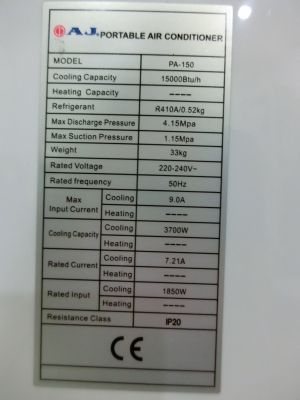 AJ. PORTABLE AIR CONDITIONER
MODEL PA-150
Cooling Capacity 15000Btu/h
Heating Capacity ----
Refrigerant R410A/0.52kg
Max Discharge Pressure 4.15Mpa
Max Suction Pressure 1.15Mpa
Weight 33kg
Rated Voltage 220-240V~
Rated frequency 50Hz
Max Input Current Cooling 9.0A
Heating ----
Cooling Capacity Cooling 3700W
Heating ----
Rated Current Cooling 7.21A
Heating ----
Rated Input Cooling 1850W
Heating ----
Resistance Class IP20
CE